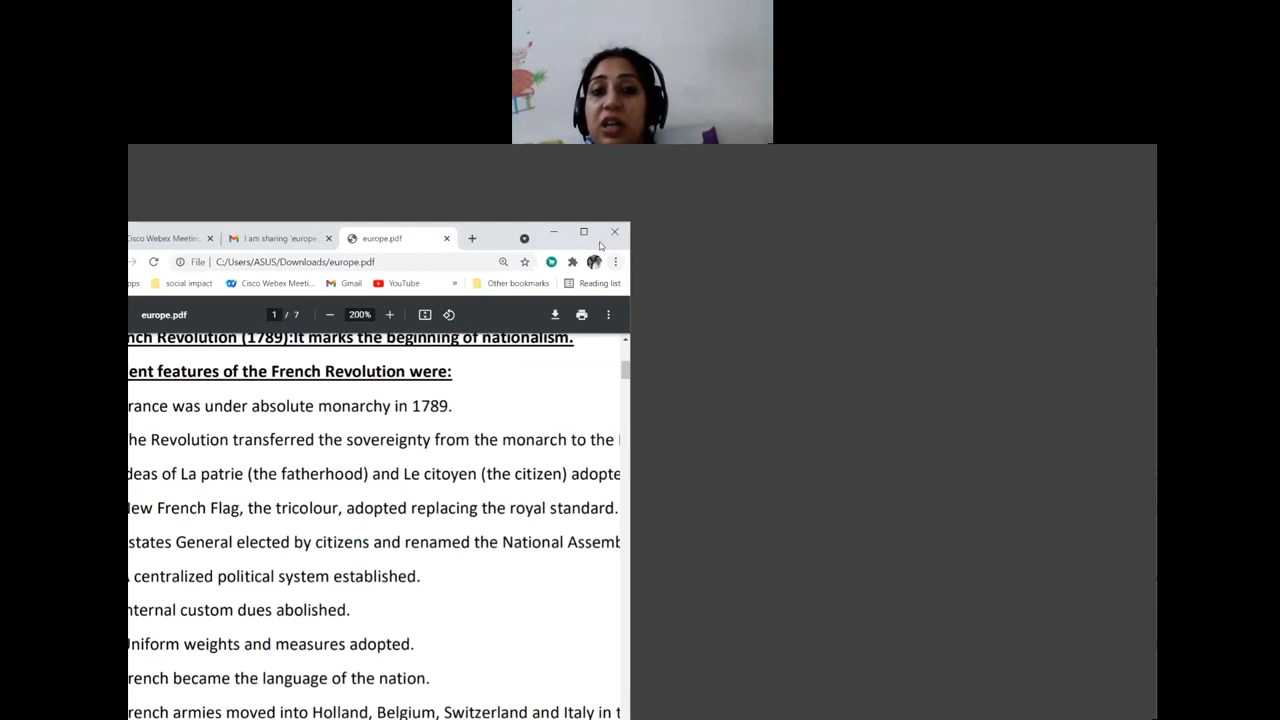 Cisco Webex Meetin
I am sharing 'europe.
europe.pdf
File
C:/Users/ASUS/Downloads/europe.pdf
social impact
Cisco Webex Meeti...
Gmail
YouTube
»
Other bookmarks
Reading list
europe.pdf
1 / 7
200%
nch Revolution (1789):It marks the beginning of nationalism.
ent features of the French Revolution were:
rance was under absolute monarchy in 1789.
he Revolution transferred the sovereignty from the monarch to the
deas of La patrie (the fatherhood) and Le citoyen (the citizen) adopte
ew French Flag, the tricolour, adopted replacing the royal standard.
states General elected by citizens and renamed the National Assemb
centralized political system established.
nternal custom dues abolished.
Uniform weights and measures adopted.
rench became the language of the nation.
rench armies moved into Holland, Belgium, Switzerland and Italy in t